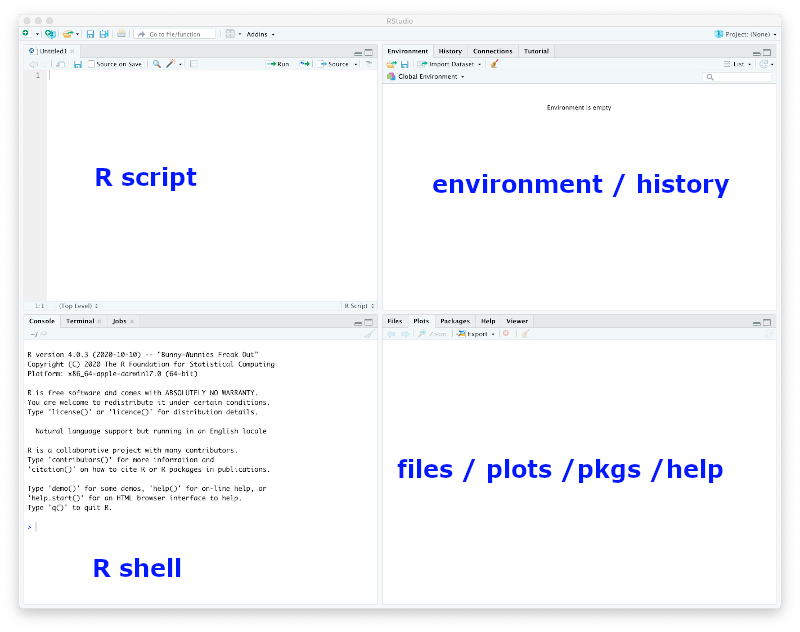 RStudio
Go to file/function
Addins
Project: (None)
Untitled1
Source on Save
Run
Source
1
R script
1:1
(Top Level)
R Script
Environment History Connections Tutorial
Import Dataset
List
Global Environment
Environment is empty
environment / history
Console Terminal Jobs
~/
R version 4.0.3 (2020-10-10) -- "Bunny-Wunnies Freak Out"
Copyright (C) 2020 The R Foundation for Statistical Computing
Platform: x86_64-apple-darwin17.0 (64-bit)
R is free software and comes with ABSOLUTELY NO WARRANTY.
You are welcome to redistribute it under certain conditions.
Type 'license()' or 'licence()' for distribution details.
Natural language support but running in an English locale
R is a collaborative project with many contributors.
Type 'contributors()' for more information and
'citation()' on how to cite R or R packages in publications.
Type 'demo()' for some demos, 'help()' for on-line help, or
'help.start()' for an HTML browser interface to help.
Type 'q()' to quit R.
>
R shell
Files Plots Packages Help Viewer
Zoom
Export
files / plots /pkgs /help